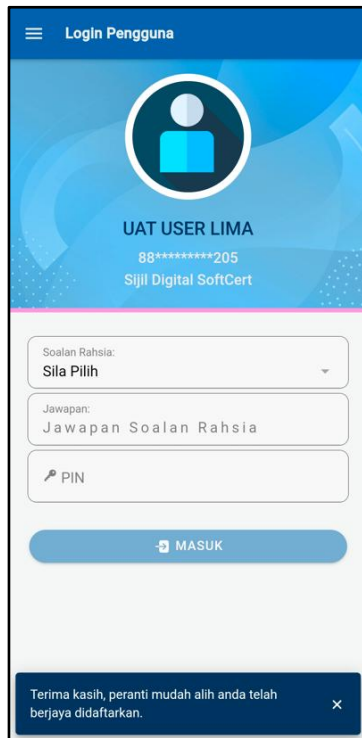 Login Pengguna
UAT USER LIMA
88*********205
Sijil Digital SoftCert
Soalan Rahsia:
Sila Pilih
Jawapan:
Jawapan Soalan Rahsia
PIN
MASUK
Terima kasih, peranti mudah alih anda telah
berjaya didaftarkan.